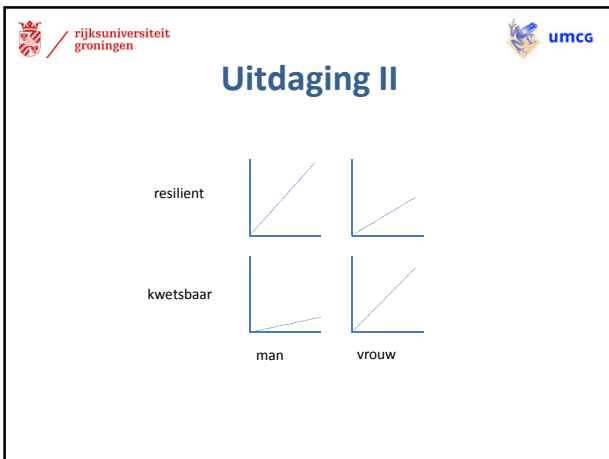 rijksuniversiteit
groningen
umcg
Uitdaging II
resilient
kwetsbaar
man
vrouw